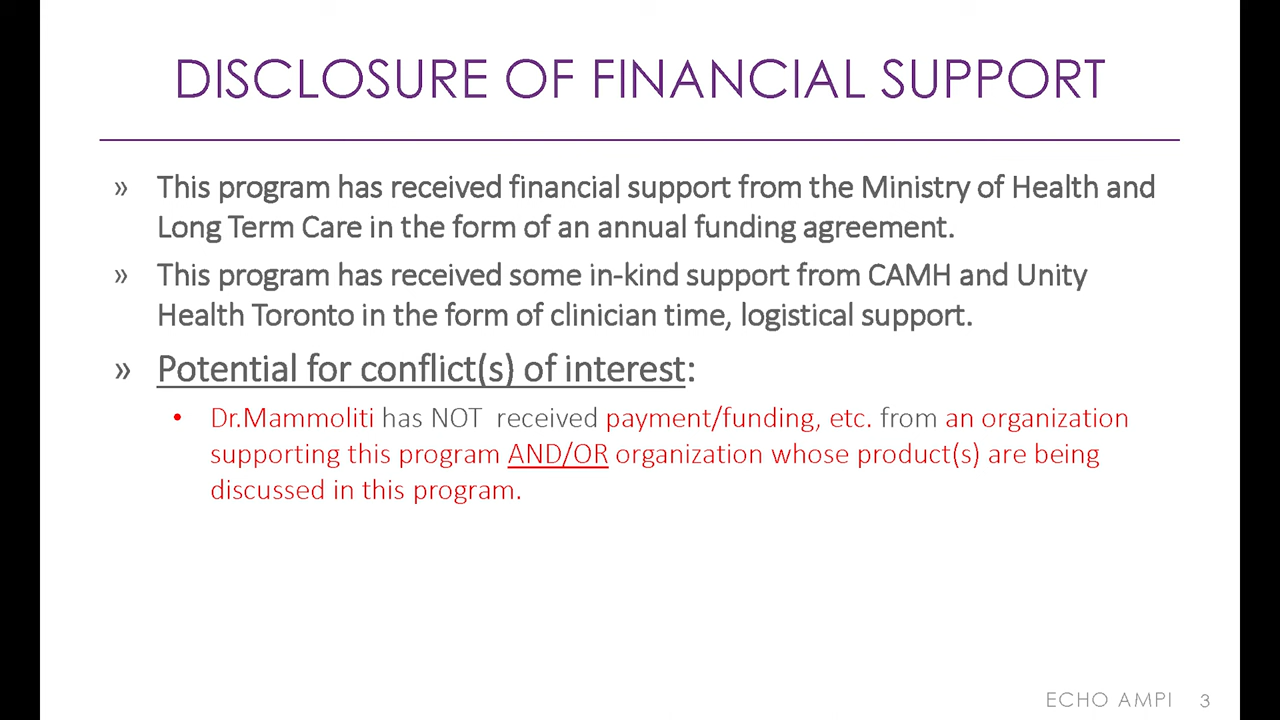 DISCLOSURE OF FINANCIAL SUPPORT
» This program has received financial support from the Ministry of Health and
Long Term Care in the form of an annual funding agreement.
» This program has received some in-kind support from CAMH and Unity
Health Toronto in the form of clinician time, logistical support.
» Potential for conflict(s) of interest:
• Dr.Mammoliti has NOT received payment/funding, etc. from an organization
supporting this program AND/OR organization whose product(s) are being
discussed in this program.
ECHO AMPI 3